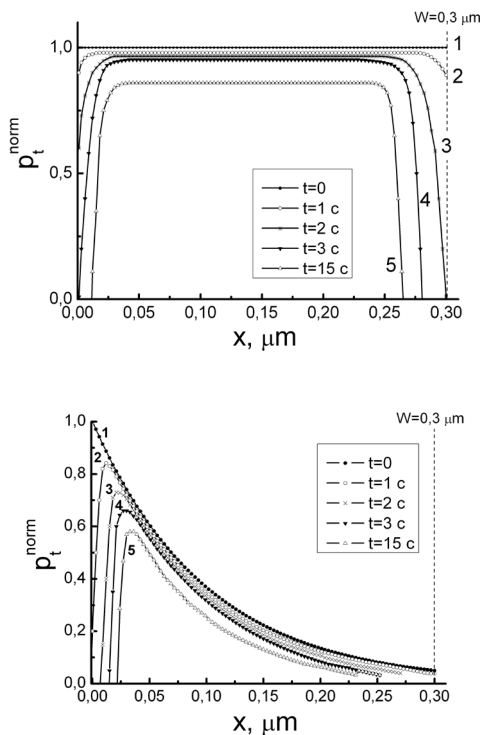 W=0,3 μm
1,0
1
2
p_t^norm
0,5
3
t=0
t=1 c
t=2 c
t=3 c
t=15 c
4
5
0,0
0,00 0,05 0,10 0,15 0,20 0,25 0,30
x, μm
W=0,3 μm
1,0
1
2
0,8
3
4
0,6
5
p_t^norm
0,4
0,2
0,0
t=0
t=1 c
t=2 c
t=3 c
t=15 c
0,00 0,05 0,10 0,15 0,20 0,25 0,30
x, μm